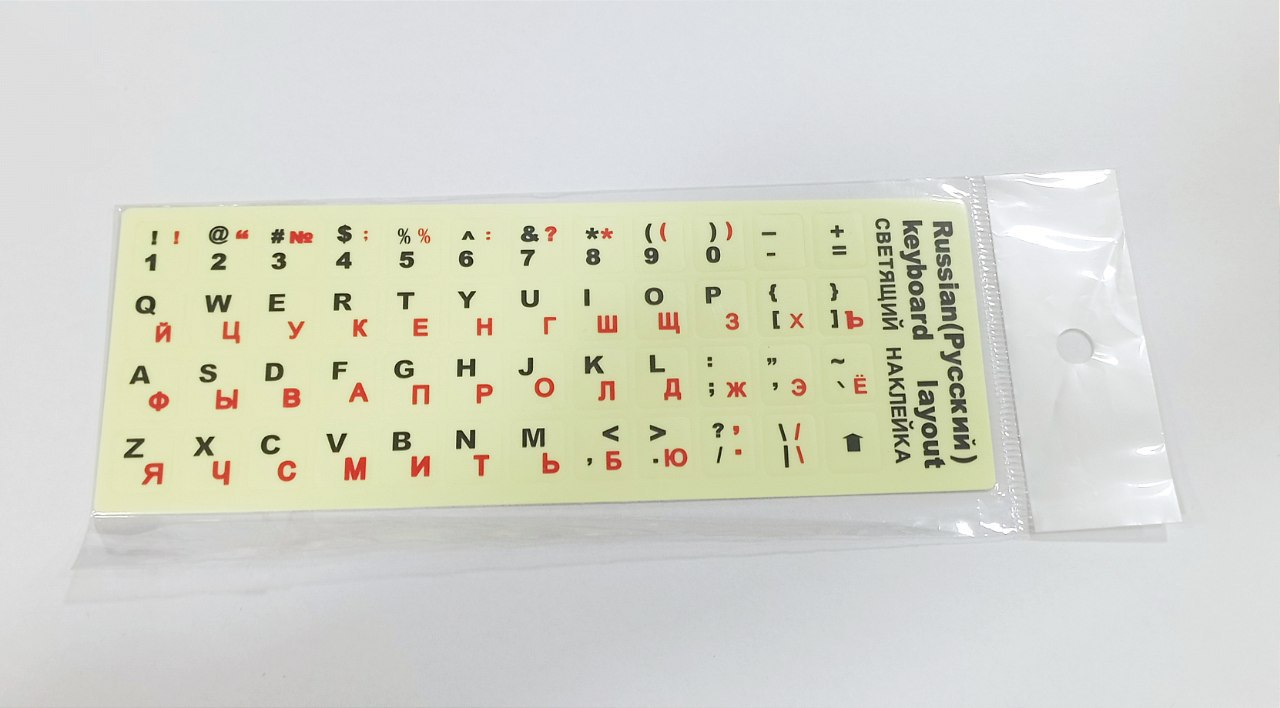 ! ! @ “ # № $ ; % % ^ : & ? * * ( ( ) ) _ +
1 2 3 4 5 6 7 8 9 0 - =
Q W E R T Y U I O P { }
Й Ц У К Е Н Г Ш Щ З [ Х ] Ъ
A S D F G H J K L : ” ~
Ф Ы В А П Р О Л Д ; Ж ’ Э ` Ё
Z X C V B N M < > ? , \ /
Я Ч С М И Т Ь , Б . Ю / . | \
Russian(Русский)
keyboard layout
СВЕТЯЩИЙ НАКЛЕЙКА